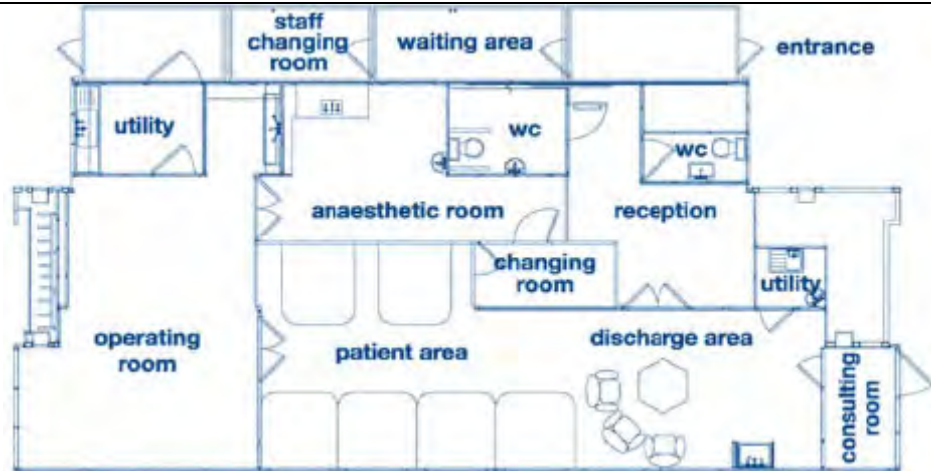 staff
changing
room
waiting area
entrance
utility
wc
wc
anaesthetic room
reception
changing
room
utility
operating
room
patient area
discharge area
consulting
room